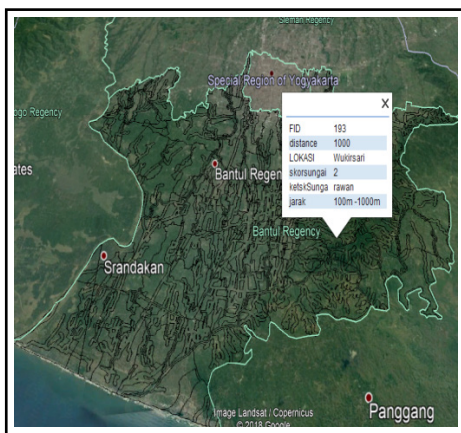 Sleman Regency
Special Region of Yogyakarta
ogo Regency
X
FID 193
distance 1000
LOKASI Wukirsari
skorsungai 2
ketskSunga rawan
jarak 100m -1000m
ates
Bantul Regen
Bantul Regency
Srandakan
Image Landsat / Copernicus
© 2018 Google
Panggang